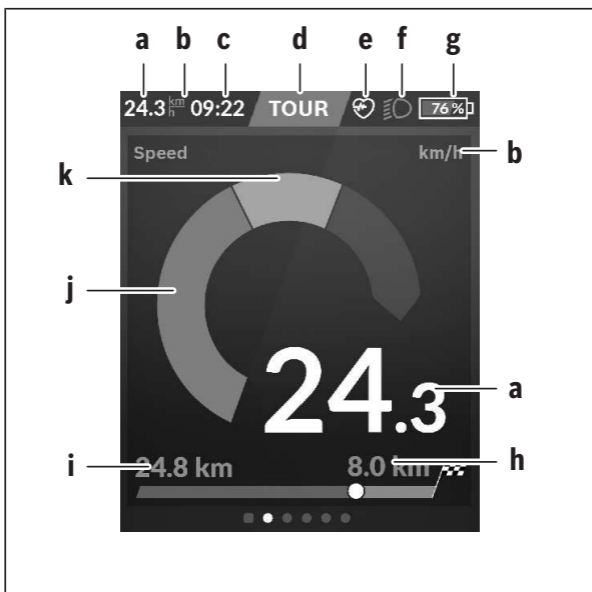 a b c d e f g
24.3 km/h 09:22 TOUR 76 %
Speed km/h b
k
j
24.3 a
i 24.8 km 8.0 km h